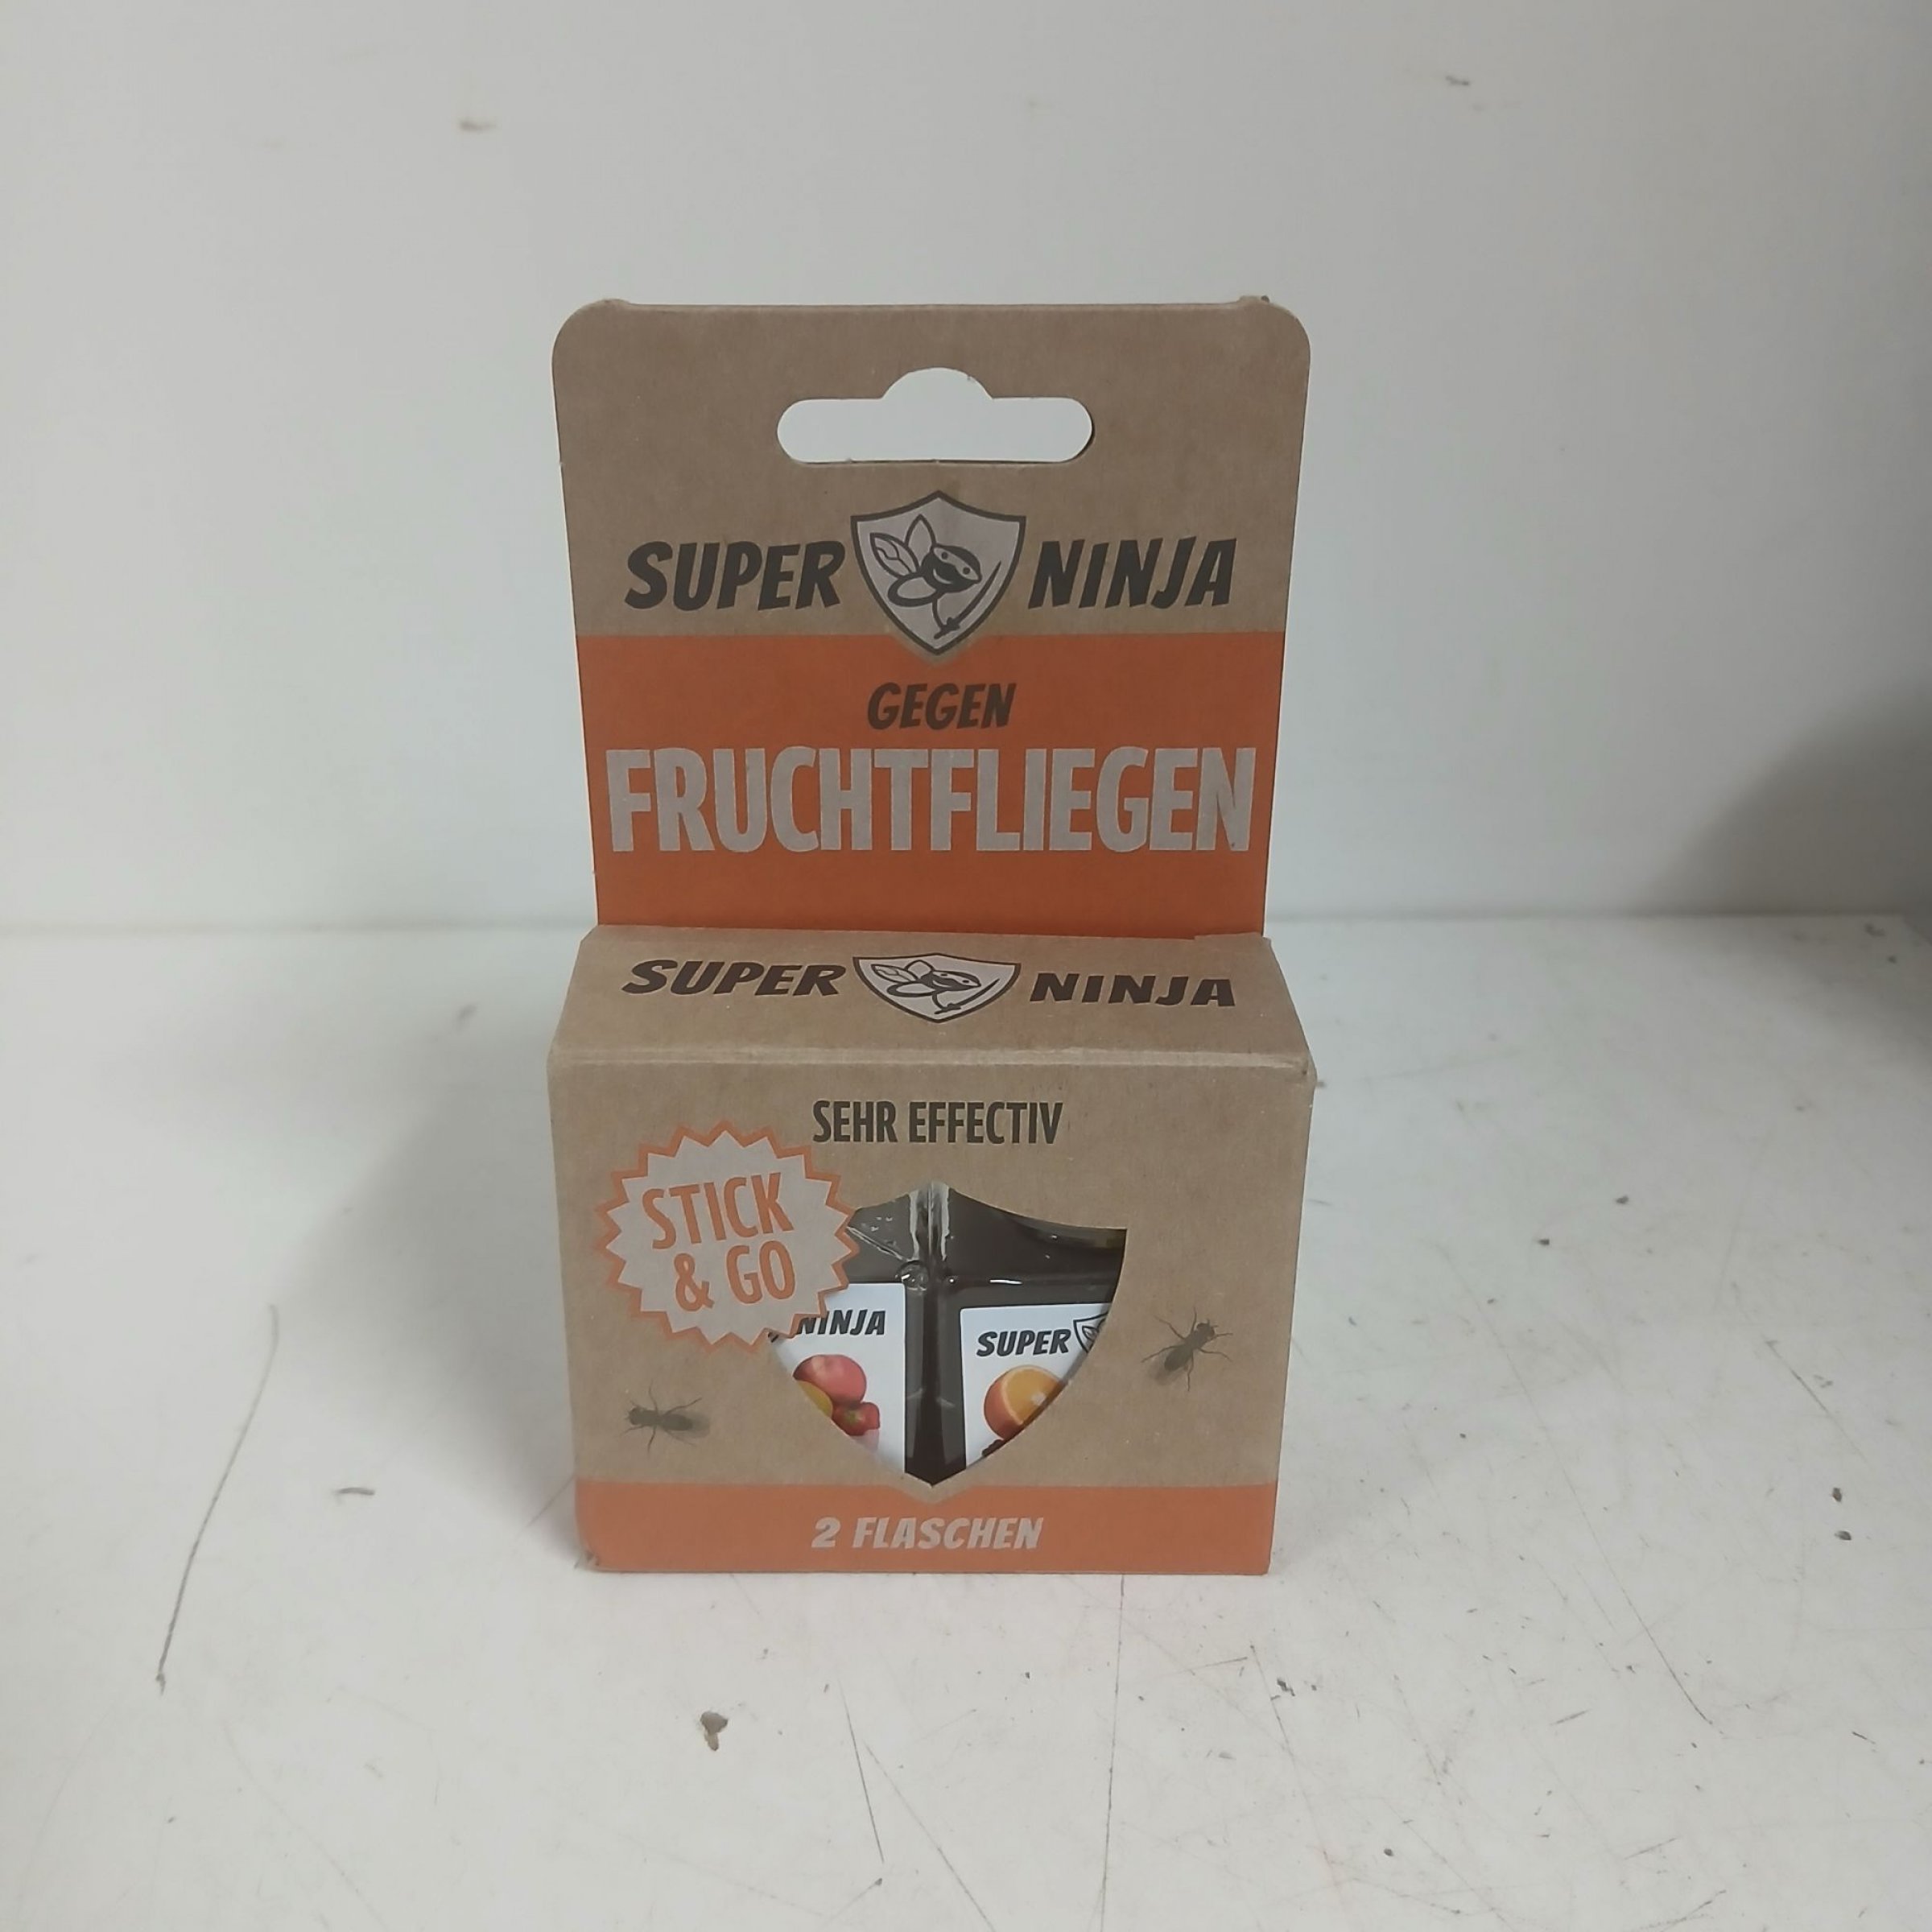 SUPER NINJA
GEGEN
FRUCHTFLIEGEN
SUPER NINJA
SEHR EFFECTIV
STICK
& GO
NINJA
SUPER
2 FLASCHEN